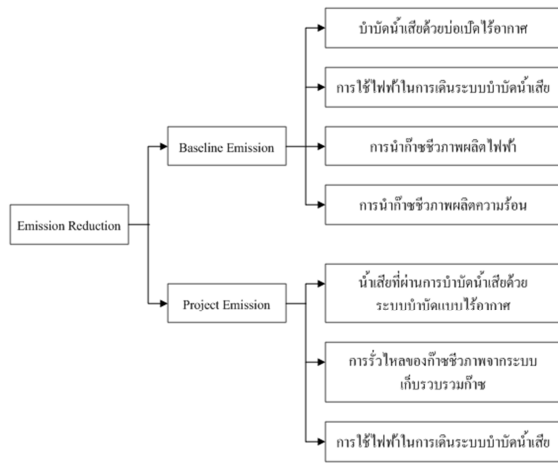 บำบัดน้ำเสียด้วยบ่อเปิดไร้อากาศ
การใช้ไฟฟ้าในการเดินระบบบำบัดน้ำเสีย
Baseline Emission
การนำก๊าซชีวภาพผลิตไฟฟ้า
การนำก๊าซชีวภาพผลิตความร้อน
Emission Reduction
น้ำเสียที่ผ่านการบำบัดน้ำเสียด้วย
ระบบบำบัดแบบไร้อากาศ
Project Emission
การรั่วไหลของก๊าซชีวภาพจากระบบ
เก็บรวบรวมก๊าซ
การใช้ไฟฟ้าในการเดินระบบบำบัดน้ำเสีย